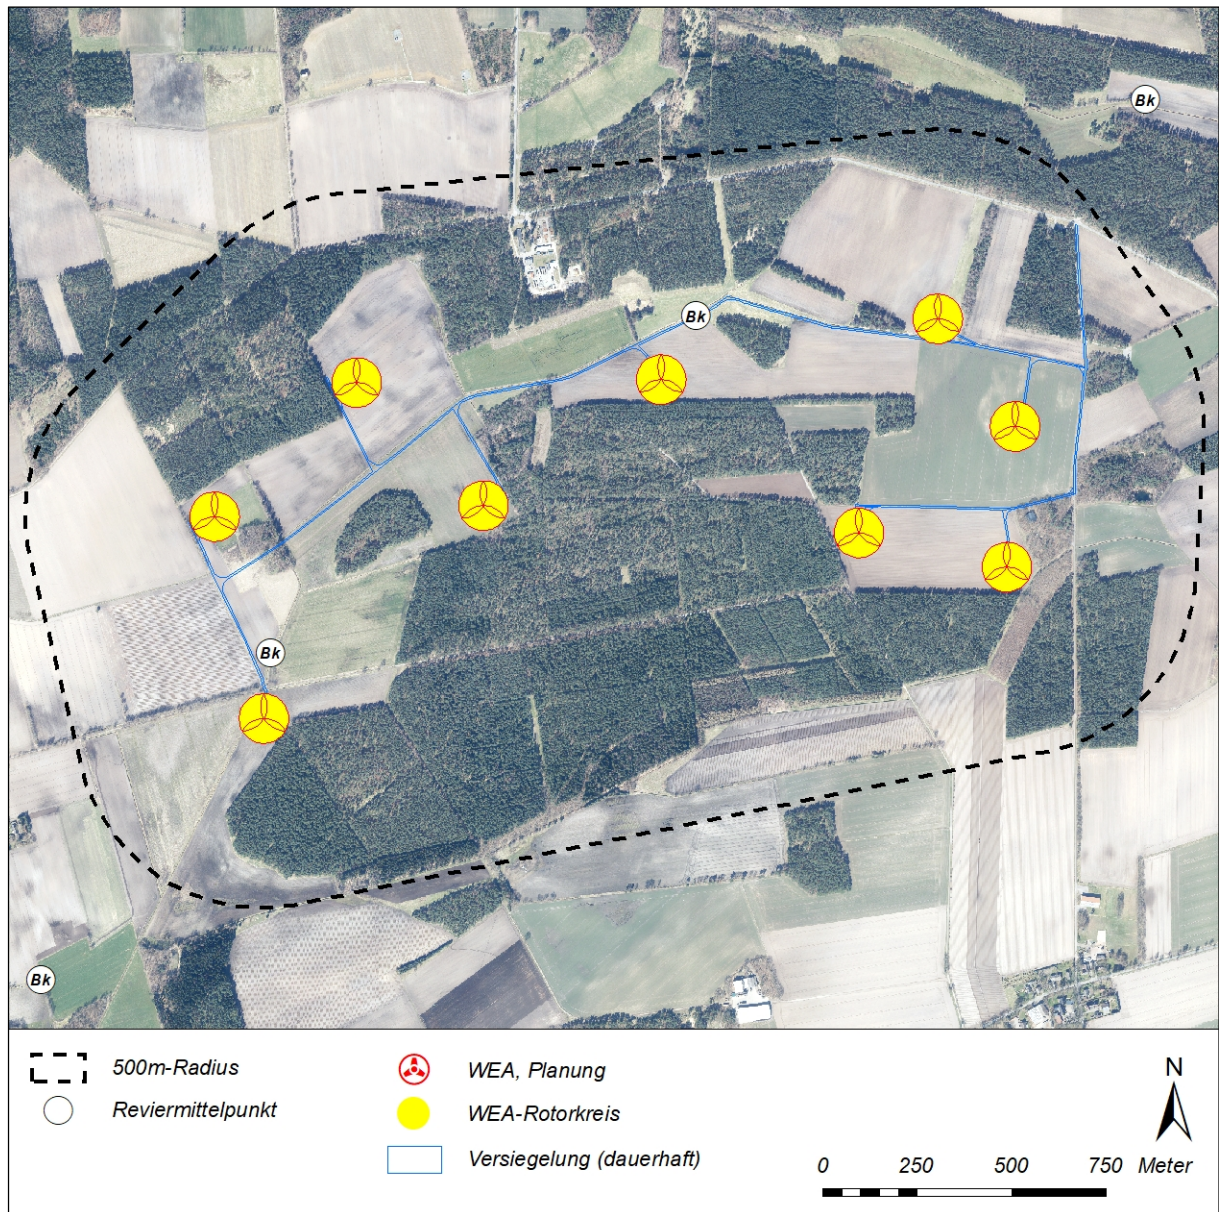 Bk
Bk
Bk
Bk
500m-Radius
Reviermittelpunkt
WEA, Planung
WEA-Rotorkreis
Versiegelung (dauerhaft)
N
0 250 500 750 Meter